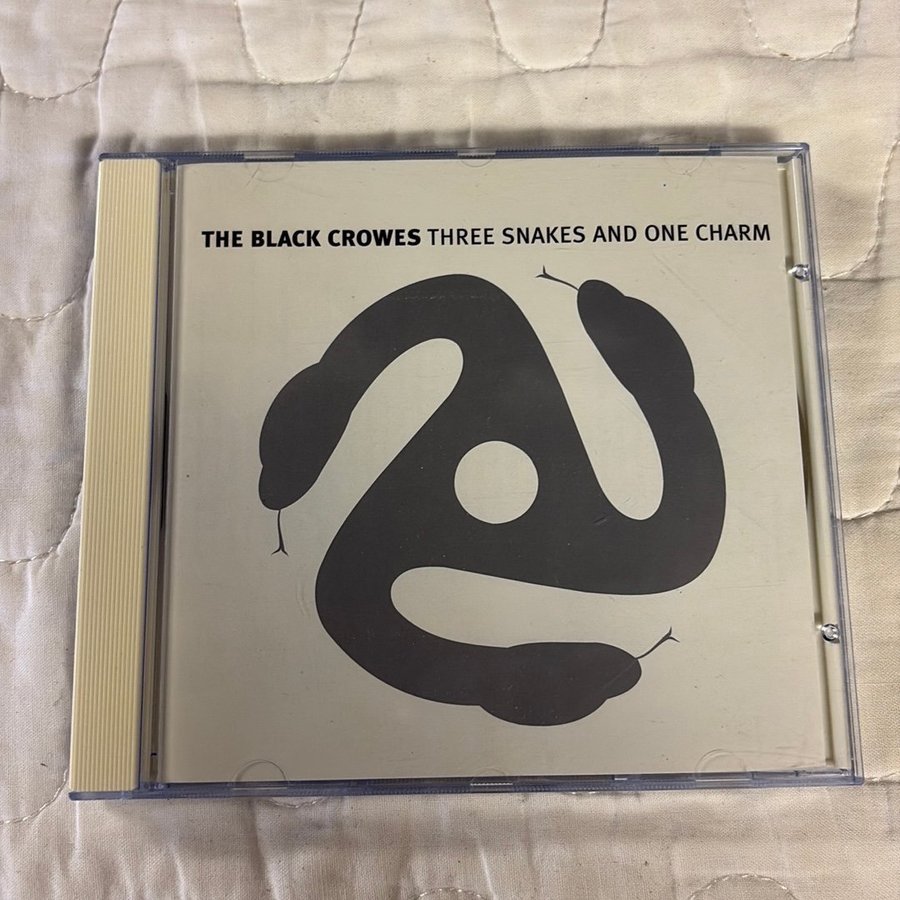 THE BLACK CROWES THREE SNAKES AND ONE CHARM